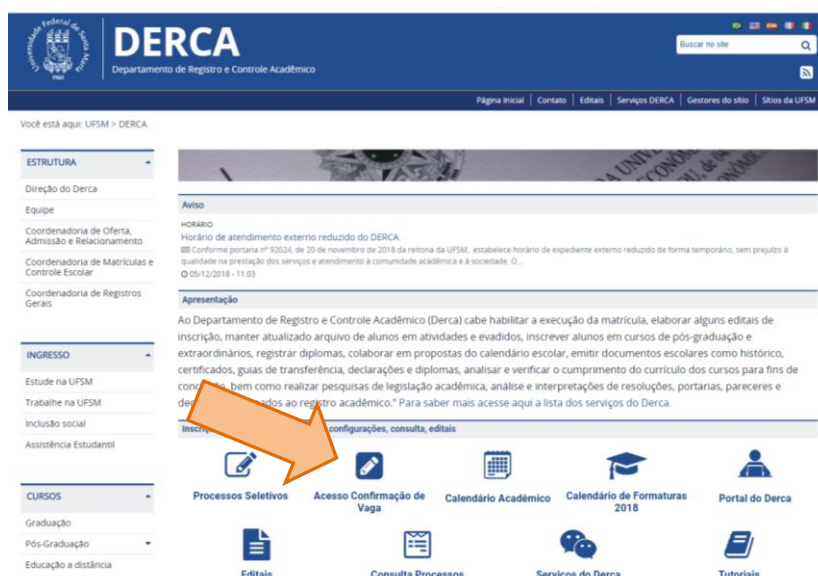 DERCA
Departamento de Registro e Controle Acadêmico
Buscar no site
Página Inicial | Contato | Editais | Serviços DERCA | Gestores do sítio | Sítios da UFSM
Você está aqui: UFSM > DERCA
ESTRUTURA
Direção do Derca
Equipe
Coordenadoria de Oferta,
Admissão e Relacionamento
Coordenadoria de Matrículas e
Controle Escolar
Coordenadoria de Registros
Gerais
INGRESSO
Estude na UFSM
Trabalhe na UFSM
Inclusão social
Assistência Estudantil
CURSOS
Graduação
Pós-Graduação
Educação a distância
Aviso
HORÁRIO
Horário de atendimento externo reduzido do DERCA.
Conforme portaria nº 92024, de 20 de novembro de 2018 da reitoria da UFSM, estabelece horário de expediente externo reduzido de forma temporário, sem prejuízo à
qualidade na prestação dos serviços e atendimento à comunidade acadêmica e à sociedade. O...
05/12/2018 - 11:03
Apresentação
Ao Departamento de Registro e Controle Acadêmico (Derca) cabe habilitar a execução da matrícula, elaborar alguns editais de
inscrição, manter atualizado arquivo de alunos em atividades e evadidos, inscrever alunos em cursos de pós-graduação e
extraordinários, registrar diplomas, colaborar em propostas do calendário escolar, emitir documentos escolares como histórico,
certificados, guias de transferência, declarações e diplomas, analisar e verificar o cumprimento do currículo dos cursos para fins de
bem como realizar pesquisas de legislação acadêmica, análise e interpretações de resoluções, portarias, pareceres e
ao registro acadêmico." Para saber mais acesse aqui a lista dos serviços do Derca.
configurações, consulta, editais
Processos Seletivos
Acesso Confirmação de
Vaga
Calendário Acadêmico
Calendário de Formaturas
2018
Portal do Derca
Editais
Consulta Processos
Serviços do Derca
Tutoriais